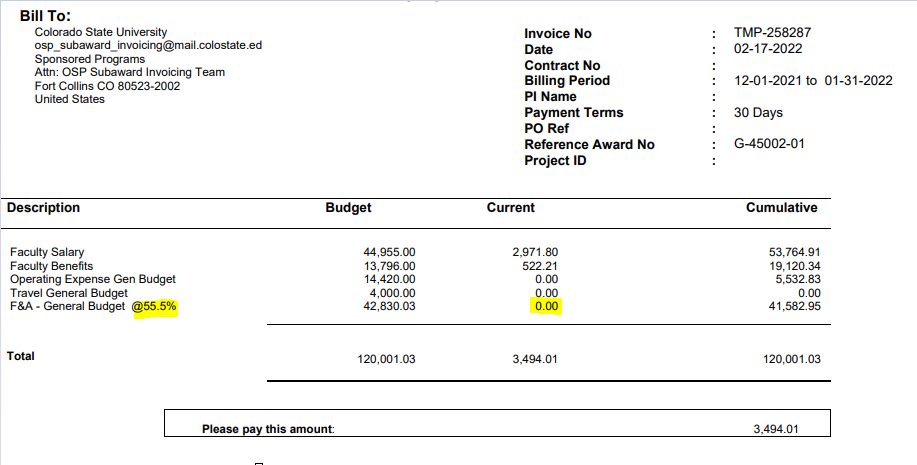 Bill To:
Colorado State University
osp_subaward_invoicing@mail.colostate.ed
Sponsored Programs
Attn: OSP Subaward Invoicing Team
Fort Collins CO 80523-2002
United States
Invoice No : TMP-258287
Date : 02-17-2022
Contract No :
Billing Period : 12-01-2021 to 01-31-2022
PI Name :
Payment Terms : 30 Days
PO Ref :
Reference Award No : G-45002-01
Project ID :
Description Budget Current Cumulative
Faculty Salary 44,955.00 2,971.80 53,764.91
Faculty Benefits 13,796.00 522.21 19,120.34
Operating Expense Gen Budget 14,420.00 0.00 5,532.83
Travel General Budget 4,000.00 0.00 0.00
F&A - General Budget @55.5% 42,830.03 0.00 41,582.95
Total 120,001.03 3,494.01 120,001.03
Please pay this amount: 3,494.01